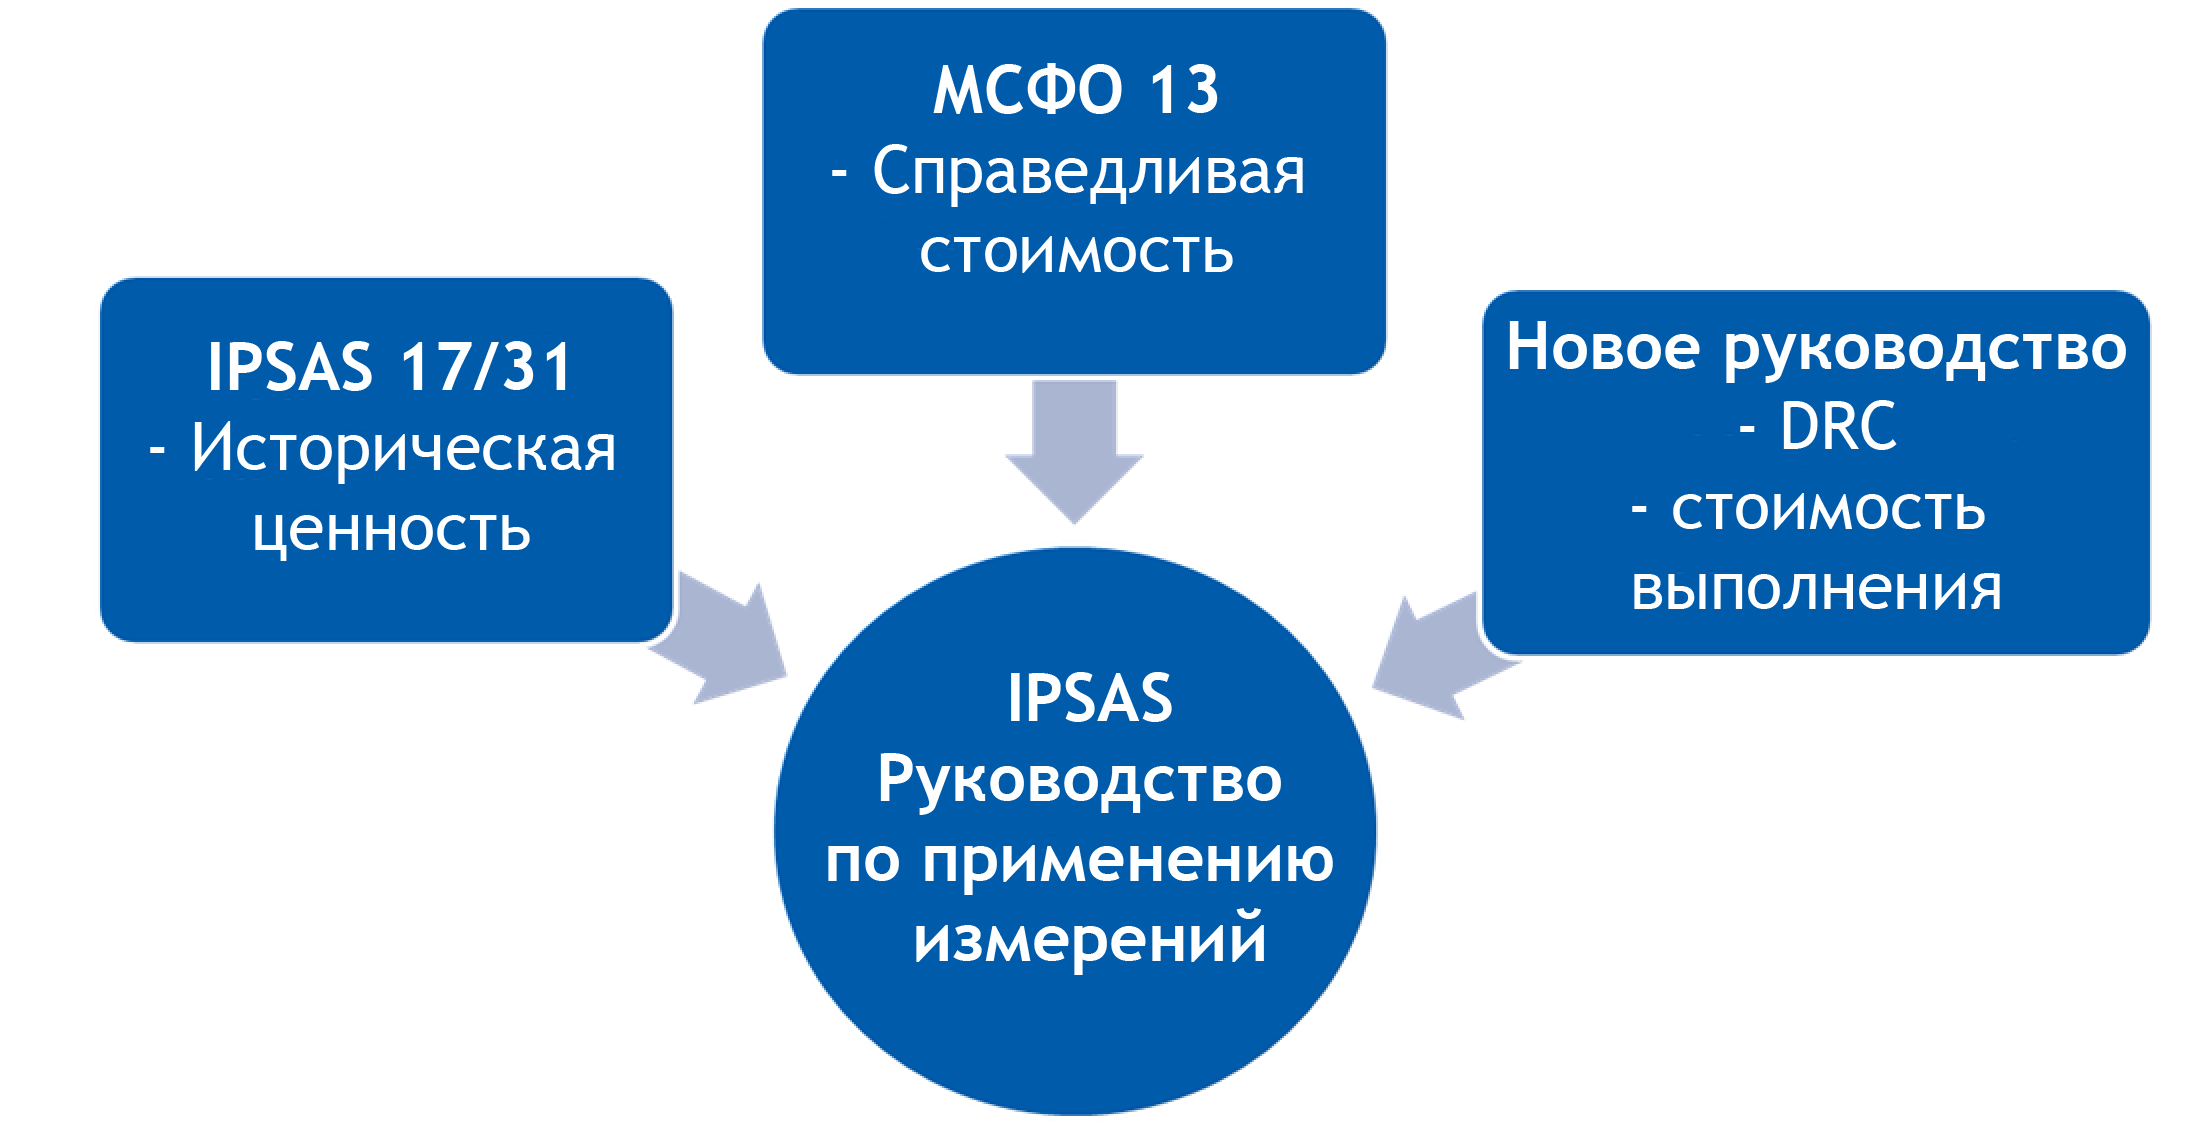 МСФО 13
- Справедливая
стоимость
IPSAS 17/31
- Историческая
ценность
Новое руководство
- DRC
- стоимость
выполнения
IPSAS
Руководство
по применению
измерений